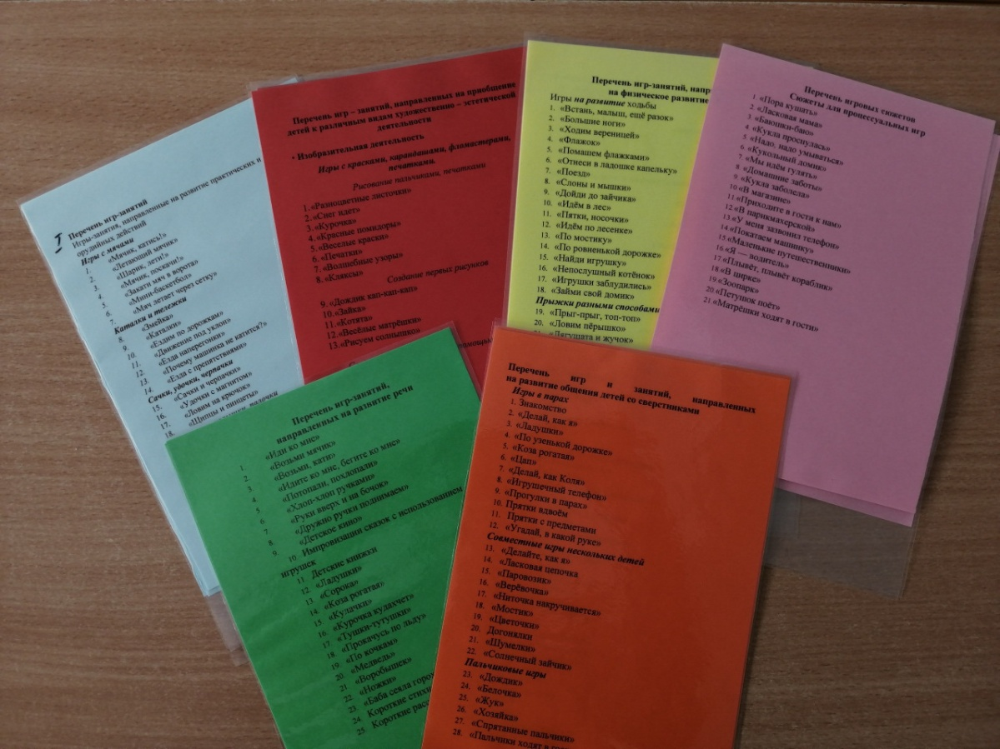 I
Перечень игр-занятий
Игры-занятия, направленные на развитие практических и
орудийных действий
Игры с мячами
1. «Мячик, катись!»
2. «Летающий мячик»
3. «Шарик, лети!»
4. «Мячик, поскачи!»
5. «Закати мяч в ворота»
6. «Мини-баскетбол»
7. «Мяч летает через сетку»
Каталки и тележки
8. «Змейка»
9. «Каталки»
10. «Ездим по дорожкам»
11. «Движение под уклон»
12. «Езда наперегонки»
13. «Почему машинка не катится?»
14. «Езда с препятствиями»
Сачки, удочки, черпачки
15. «Сачки и черпачки»
16. «Удочки с магнитом»
17. «Ловим на крючок»
18. «Щипцы и пинцеты»
палочки
Перечень игр – занятий, направленных на приобщение
детей к различным видам художественно – эстетической
деятельности
• Изобразительная деятельность
Игры с красками, карандашами, фломастерами,
печатками.
Рисование пальчиками, печатками
1. «Разноцветные листочки»
2. «Снег идет»
3. «Курочка»
4. «Красные помидоры»
5. «Веселые краски»
6. «Печатки»
7. «Волшебные узоры»
8. «Кляксы»
Создание первых рисунков
9. «Дождик кап-кап-кап»
10. «Зайка»
11. «Котята»
12. «Весёлые матрёшки»
13. «Рисуем солнышко»
Перечень игр-занятий, напр
на физическое развитие
Игры на развитие ходьбы
1. «Встань, малыш, ещё разок»
2. «Большие ноги»
3. «Ходим вереницей»
4. «Флажок»
5. «Помашем флажками»
6. «Отнеси в ладошке капельку»
7. «Поезд»
8. «Слоны и мышки»
9. «Дойди до зайчика»
10. «Идём в лес»
11. «Пятки, носочки»
12. «Идём по лесенке»
13. «По мостику»
14. «По ровненькой дорожке»
15. «Найди игрушку»
16. «Непослушный котёнок»
17. «Игрушки заблудились»
18. «Займи свой домик»
Прыжки разными способами
19. «Прыг-прыг, топ-топ»
20. «Ловим пёрышко»
21. «Лягушата и жучок»
Перечень игровых сюжетов
Сюжеты для процессуальных игр
1 «Пора кушать»
2. «Ласковая мама»
3. «Баюшки-баю»
4 «Кукла проснулась»
5. «Надо, надо умываться»
6 «Кукольный домик»
7. «Мы идём гулять»
8 «Домашние заботы»
9 «Кукла заболела»
10 «В магазине»
11 «Приходите в гости к нам»
12 «В парикмахерской»
13 «У меня зазвонил телефон»
14 «Покатаем машинку»
15. «Маленькие путешественники»
16 «Я — водитель»
17 «Плывёт, плывёт кораблик»
18 «В цирке»
19 «Зоопарк»
20 «Петушок поёт»
21. «Матрёшки ходят в гости»
Перечень игр-занятий,
направленных на развитие речи
1. «Иди ко мне»
2. «Возьми мячик»
3. «Возьми, кати»
4. «Идите ко мне, бегите ко мне»
5. «Потопали, похлопали»
6. «Хлоп-хлоп ручками»
7. «Руки вверх и на бочок»
8. «Дружно ручки поднимаем»
9. «Детское кино»
10. Импровизации сказок с использованием
игрушек
11 Детские книжки
12 «Ладушки»
13. «Сорока»
14. «Коза рогатая»
15. «Кулачки»
16. «Курочка кудахчет»
17. «Тушки-тутушки»
18 «Прокачусь по льду»
19 «По кочкам»
20. «Медведь»
21 «Воробышек»
22 «Ножки»
23. «Баба сеяла горох
24 Короткие стихи
25 Короткие расс
Перечень игр и занятий, направленных
на развитие общения детей со сверстниками
Игры в парах
1. Знакомство
2. «Делай, как я»
3. «Ладушки»
4. «По узенькой дорожке»
5. «Коза рогатая»
6. «Цап»
7. «Делай, как Коля»
8. «Игрушечный телефон»
9. «Прогулки в парах»
10. Прятки вдвоём
11. Прятки с предметами
12. «Угадай, в какой руке»
Совместные игры нескольких детей
13. «Делайте, как я»
14. «Ласковая цепочка
15. «Паровозик»
16. «Верёвочка»
17. «Ниточка накручивается»
18. «Мостик»
19. «Цветочки»
20. Догонялки
21. «Шумелки»
22. «Солнечный зайчик»
Пальчиковые игры
23. «Дождик»
24. «Белочка»
25. «Жук»
26. «Хозяйка»
27. «Спрятанные пальчики»
28. «Пальчики ходят в го